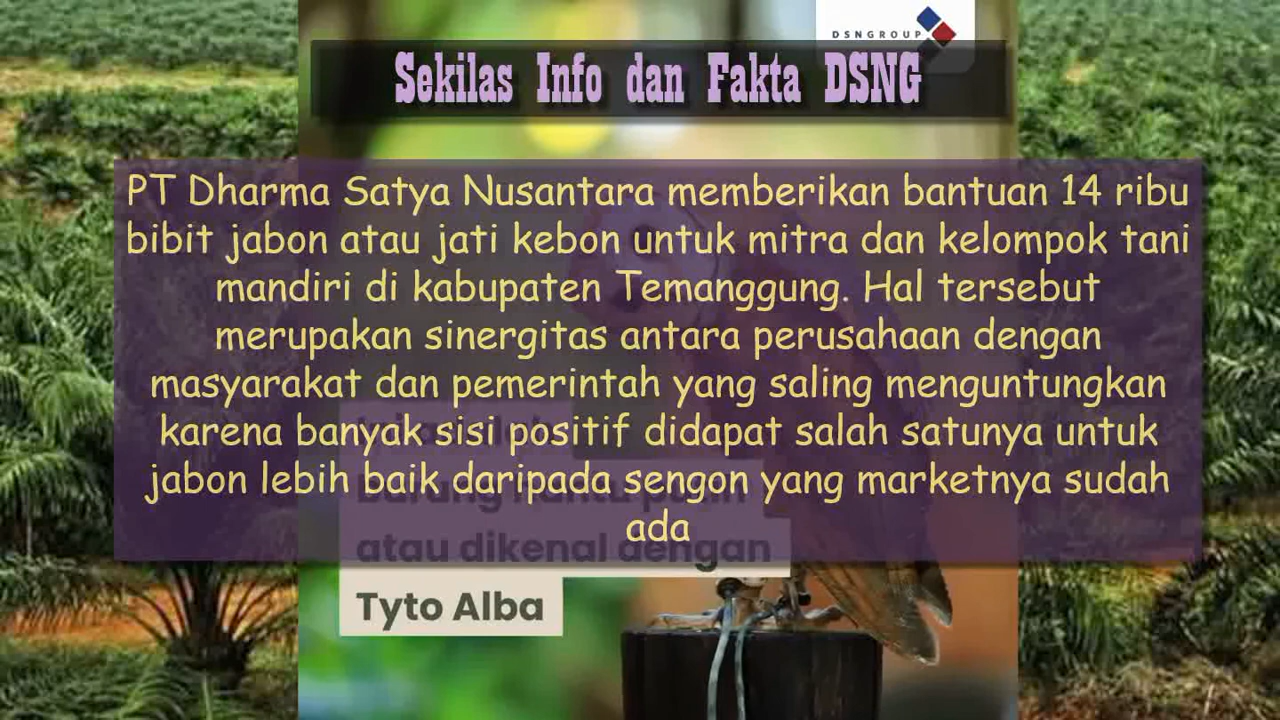 DSNGROUP
Sekilas Info dan Fakta DSNG
PT Dharma Satya Nusantara memberikan bantuan 14 ribu
bibit jabon atau jati kebon untuk mitra dan kelompok tani
mandiri di kabupaten Temanggung. Hal tersebut
merupakan sinergitas antara perusahaan dengan
masyarakat dan pemerintah yang saling menguntungkan
karena banyak sisi positif didapat salah satunya untuk
jabon lebih baik daripada sengon yang marketnya sudah
ada
atau dikenal dengan
Tyto Alba